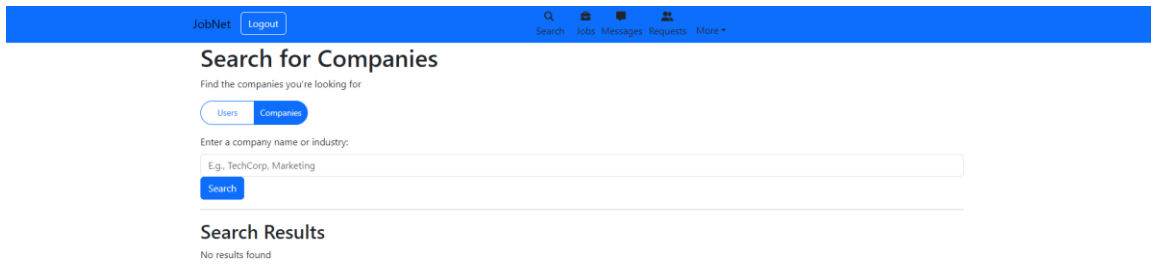 JobNet Logout Search Jobs Messages Requests More
Search for Companies
Find the companies you're looking for
Users Companies
Enter a company name or industry:
E.g., TechCorp, Marketing
Search
Search Results
No results found